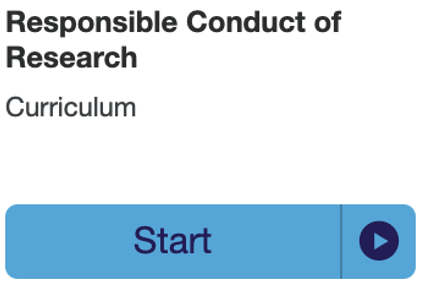 Responsible Conduct of
Research
Curriculum
Start